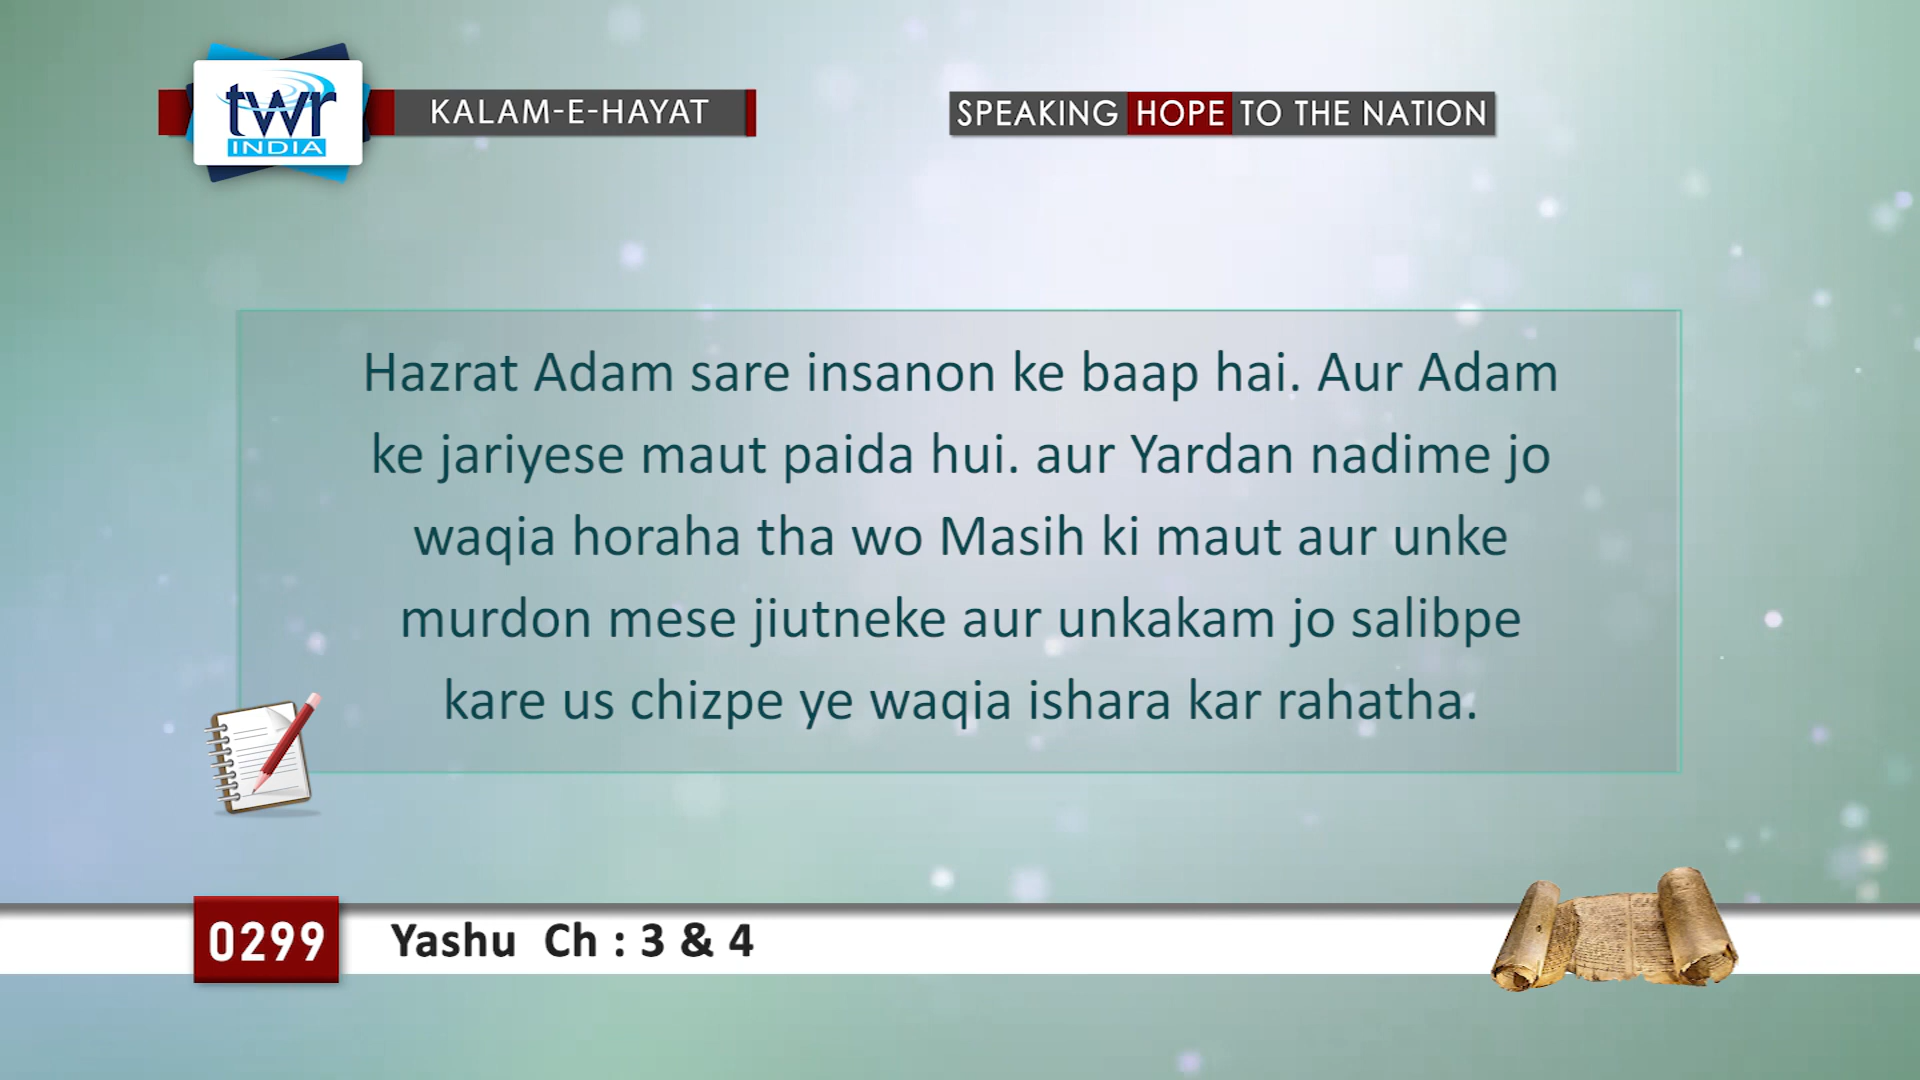 twr
INDIA
KALAM-E-HAYAT
SPEAKING HOPE TO THE NATION
Hazrat Adam sare insanon ke baap hai. Aur Adam
ke jariyese maut paida hui. aur Yardan nadime jo
waqia horaha tha wo Masih ki maut aur unke
murdon mese jiutneke aur unkakam jo salibpe
kare us chizpe ye waqia ishara kar rahatha.
0299
Yashu Ch : 3 & 4